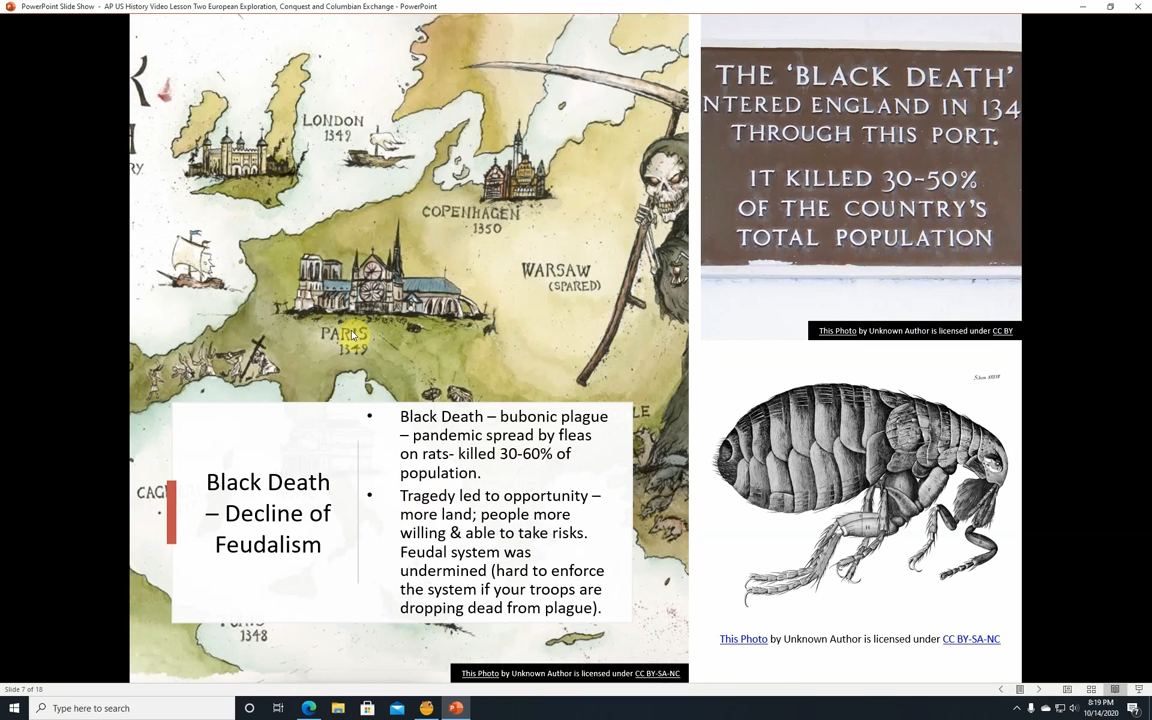 PowerPoint Slide Show - AP US History Video Lesson Two European Exploration, Conquest and Columbian Exchange - PowerPoint
LONDON
1349
COPENHAGEN
1350
WARSAW
(SPARED)
PARIS
1349
1348
THE ‘BLACK DEATH’
NTERED ENGLAND IN 134
THROUGH THIS PORT.
IT KILLED 30-50%
OF THE COUNTRY'S
TOTAL POPULATION
This Photo by Unknown Author is licensed under CC BY
Black Death
– Decline of
Feudalism
• Black Death – bubonic plague
– pandemic spread by fleas
on rats- killed 30-60% of
population.
• Tragedy led to opportunity –
more land; people more
willing & able to take risks.
Feudal system was
undermined (hard to enforce
the system if your troops are
dropping dead from plague).
This Photo by Unknown Author is licensed under CC BY-SA-NC
This Photo by Unknown Author is licensed under CC BY-SA-NC
Slide 7 of 18
Type here to search
8:19 PM
10/14/2020